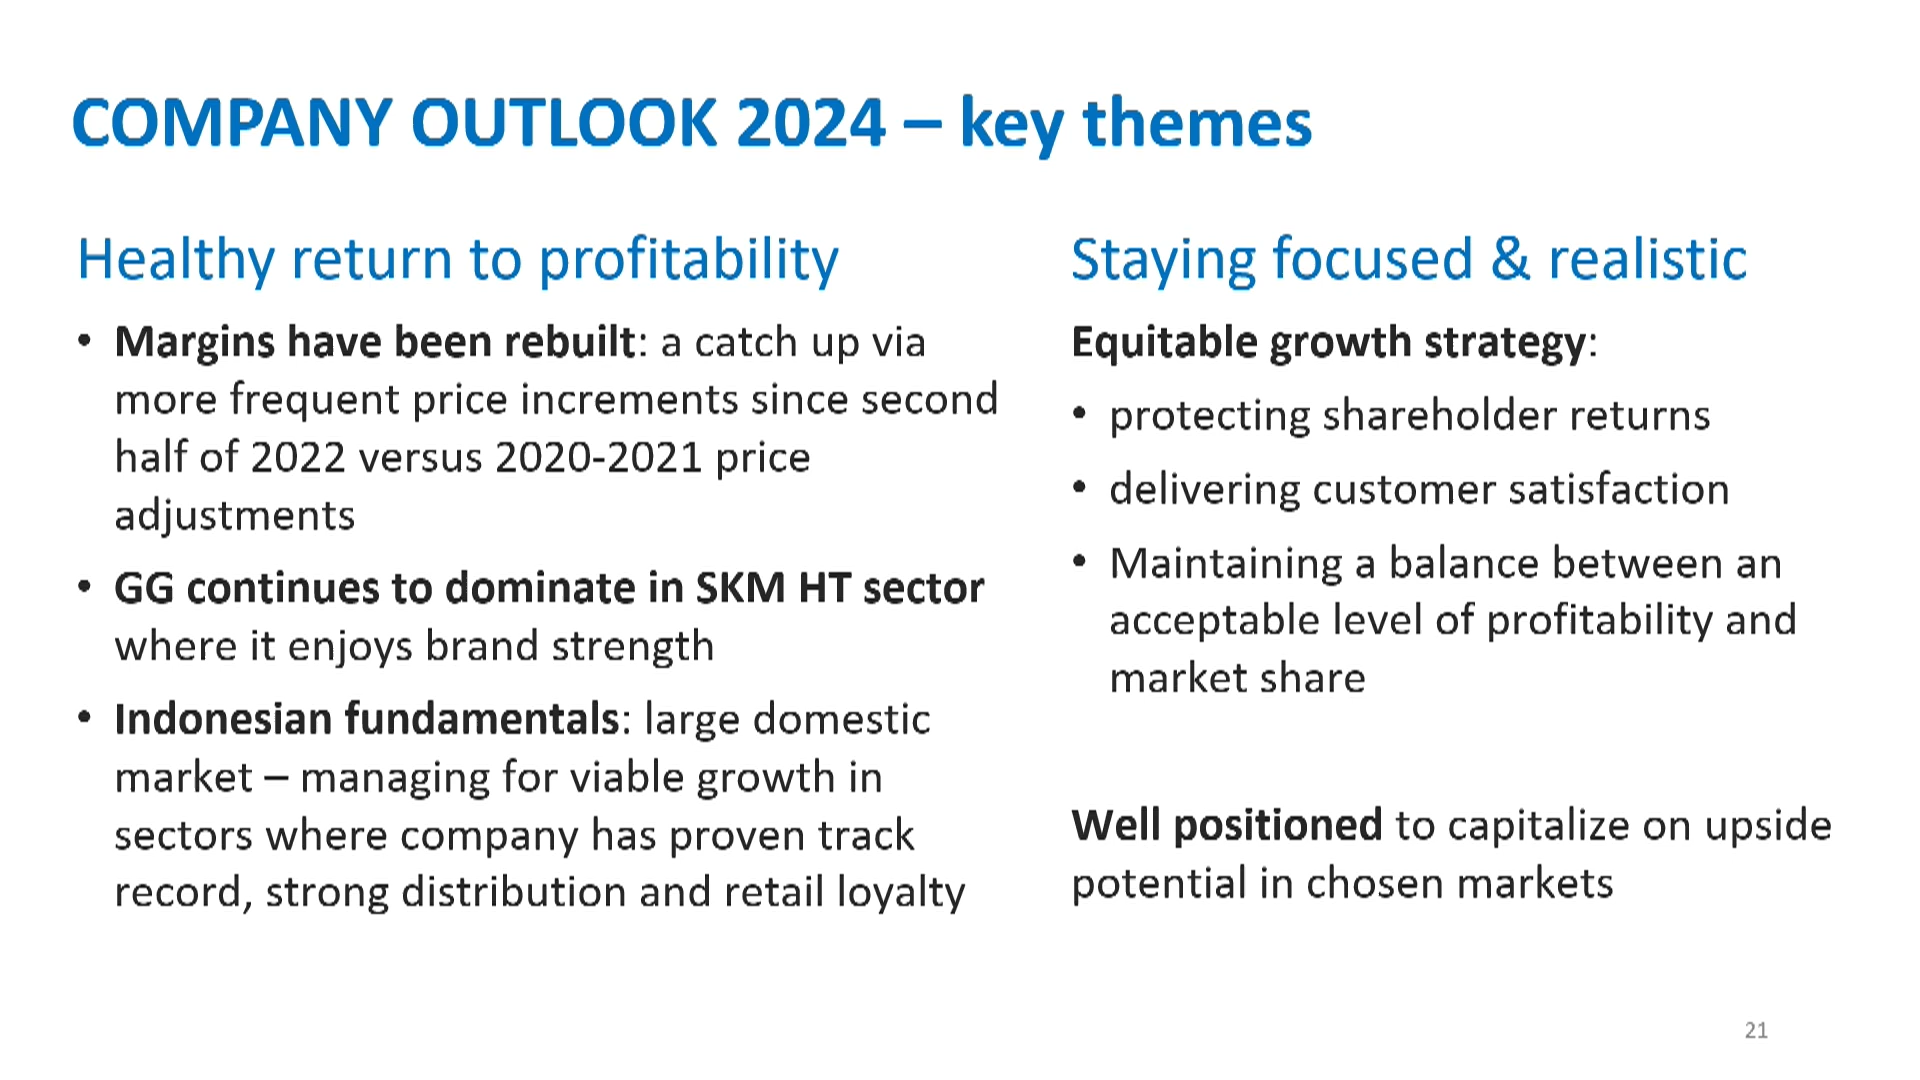 COMPANY OUTLOOK 2024 – key themes
Healthy return to profitability
• Margins have been rebuilt: a catch up via
more frequent price increments since second
half of 2022 versus 2020-2021 price
adjustments
• GG continues to dominate in SKM HT sector
where it enjoys brand strength
• Indonesian fundamentals: large domestic
market – managing for viable growth in
sectors where company has proven track
record, strong distribution and retail loyalty
Staying focused & realistic
Equitable growth strategy:
• protecting shareholder returns
• delivering customer satisfaction
• Maintaining a balance between an
acceptable level of profitability and
market share
Well positioned to capitalize on upside
potential in chosen markets
21